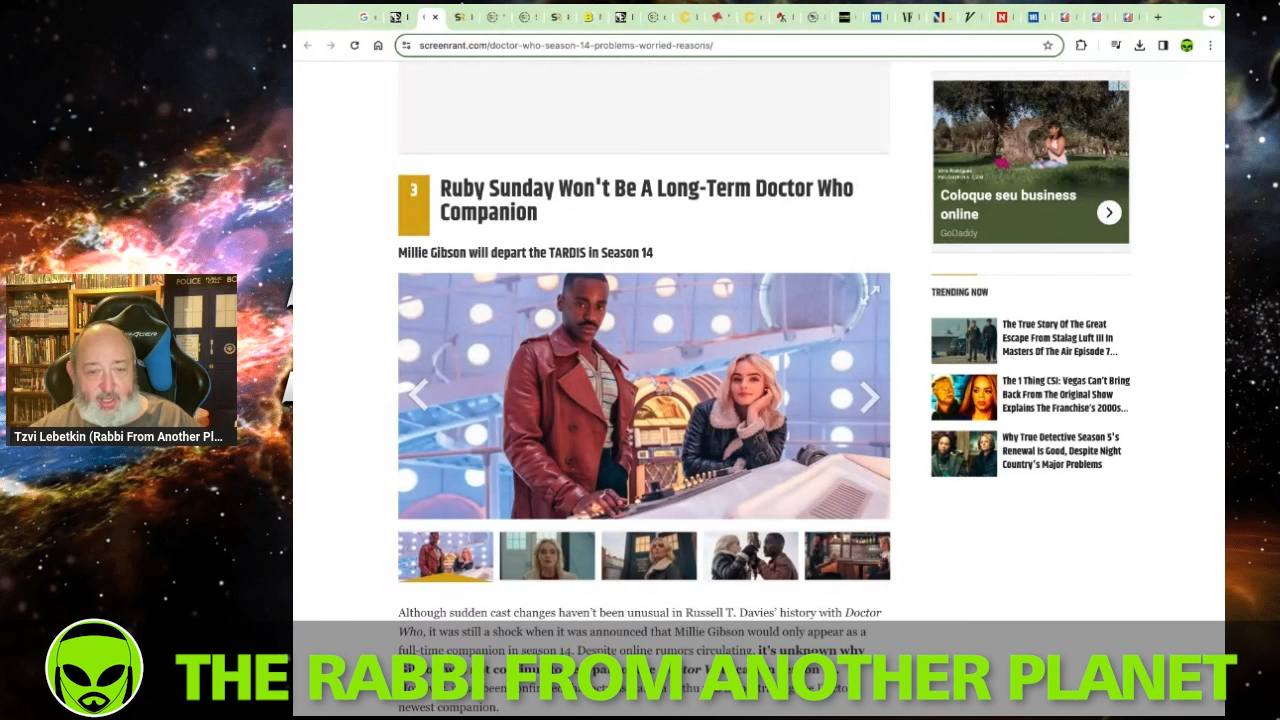 screenrant.com/doctor-who-season-14-problems-worried-reasons/
3
Ruby Sunday Won't Be A Long-Term Doctor Who
Companion
Millie Gibson will depart the TARDIS in Season 14
Although sudden cast changes haven't been unusual in Russell T. Davies' history with Doctor
Who, it was still a shock when it was announced that Millie Gibson would only appear as a
full-time companion in season 14. Despite online rumors circulating, it's unknown why
newest companion.
Coloque seu business
online
GoDaddy
TRENDING NOW
The True Story Of The Great
Escape From Stalag Luft III In
Masters Of The Air Episode 7...
The 1 Thing CSI: Vegas Can't Bring
Back From The Original Show
Explains The Franchise's 2000s...
Why True Detective Season 5's
Renewal Is Good, Despite Night
Country's Major Problems
POLICE
BO
Tzvi Lebetkin (Rabbi From Another Pl...
THE RABBI FROM ANOTHER PLANET